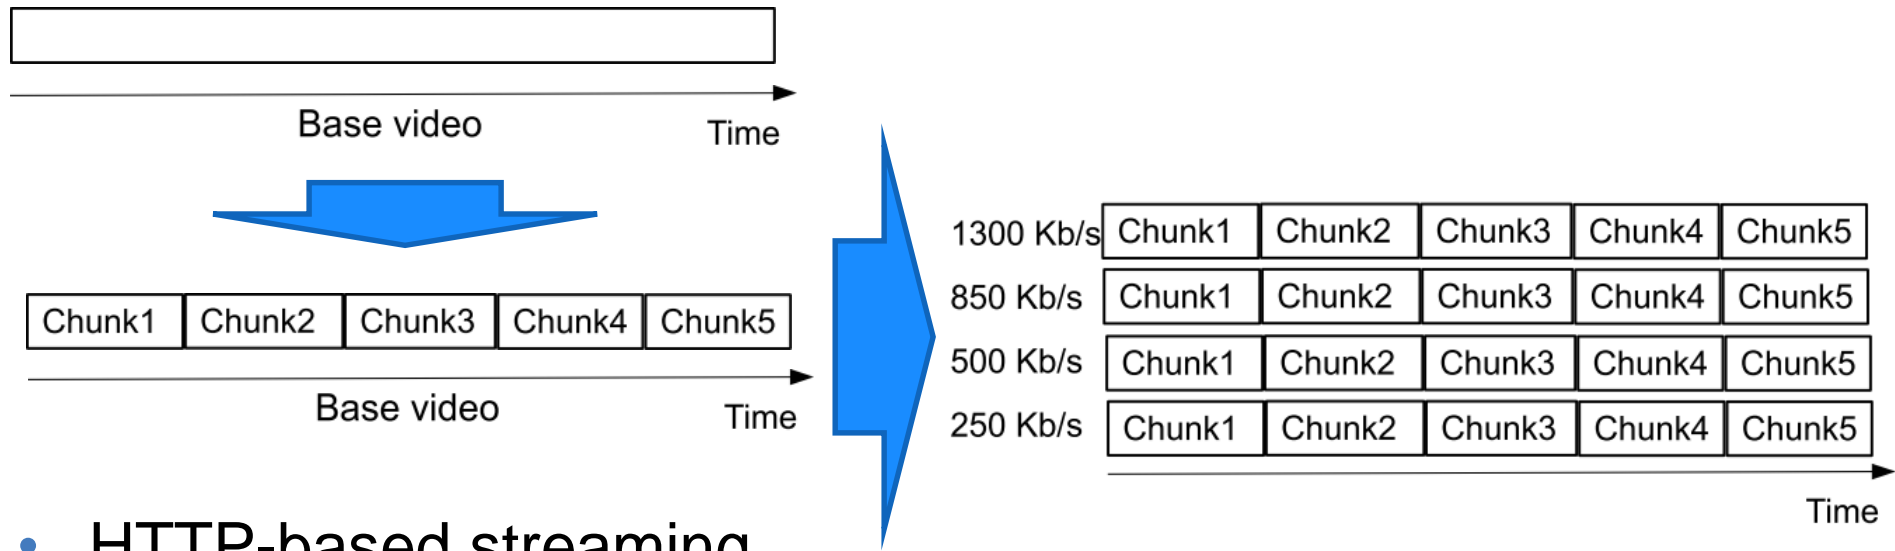 Base video
Time
Chunk1 Chunk2 Chunk3 Chunk4 Chunk5
Base video
Time
1300 Kb/s Chunk1 Chunk2 Chunk3 Chunk4 Chunk5
850 Kb/s Chunk1 Chunk2 Chunk3 Chunk4 Chunk5
500 Kb/s Chunk1 Chunk2 Chunk3 Chunk4 Chunk5
250 Kb/s Chunk1 Chunk2 Chunk3 Chunk4 Chunk5
Time
• HTTP-based streaming